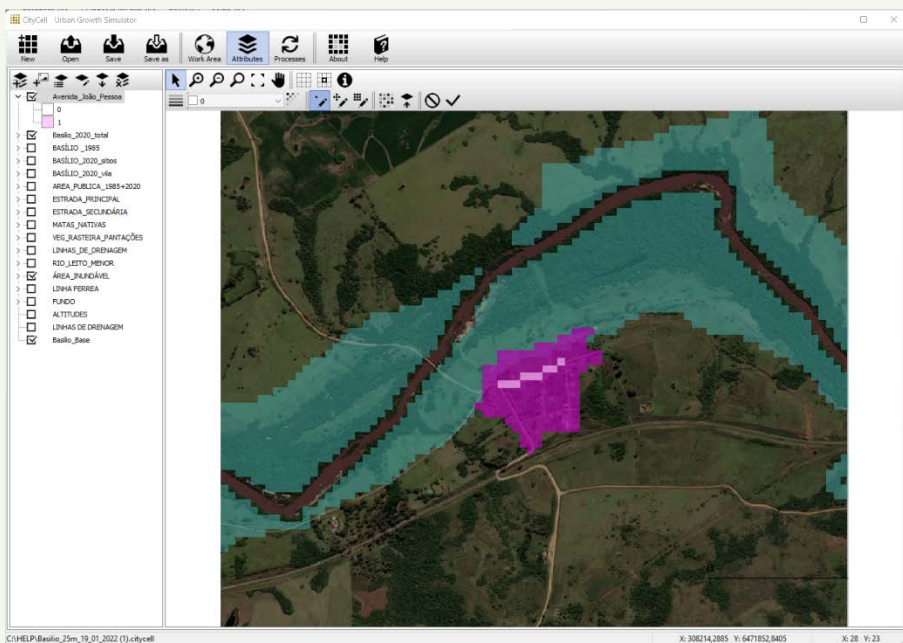 CityCell Urban Growth Simulator
New Open Save Save as Work Area Attributes Processes About Help
0
Avenida_João_Pessoa
0
1
Basilio_2020_total
BASÍLIO _1985
BASÍLIO_2020_sitios
BASÍLIO_2020_vila
AREA_PUBLICA_1985+2020
ESTRADA_PRINCIPAL
ESTRADA_SECUNDÁRIA
MATAS_NATIVAS
VEG_RASTEIRA_PANTAÇÕES
LINHAS_DE_DRENAGEM
RIO_LEITO_MENOR
ÁREA_INUNDÁVEL
LINHA FERREA
FUNDO
ALTITUDES
LINHAS DE DRENAGEM
Basilio_Base
C:\HELP\Basilio_25m_19_01_2022 (1).citycell X: 308214,2885 Y: 6471852,8405 X: 28 Y: 23